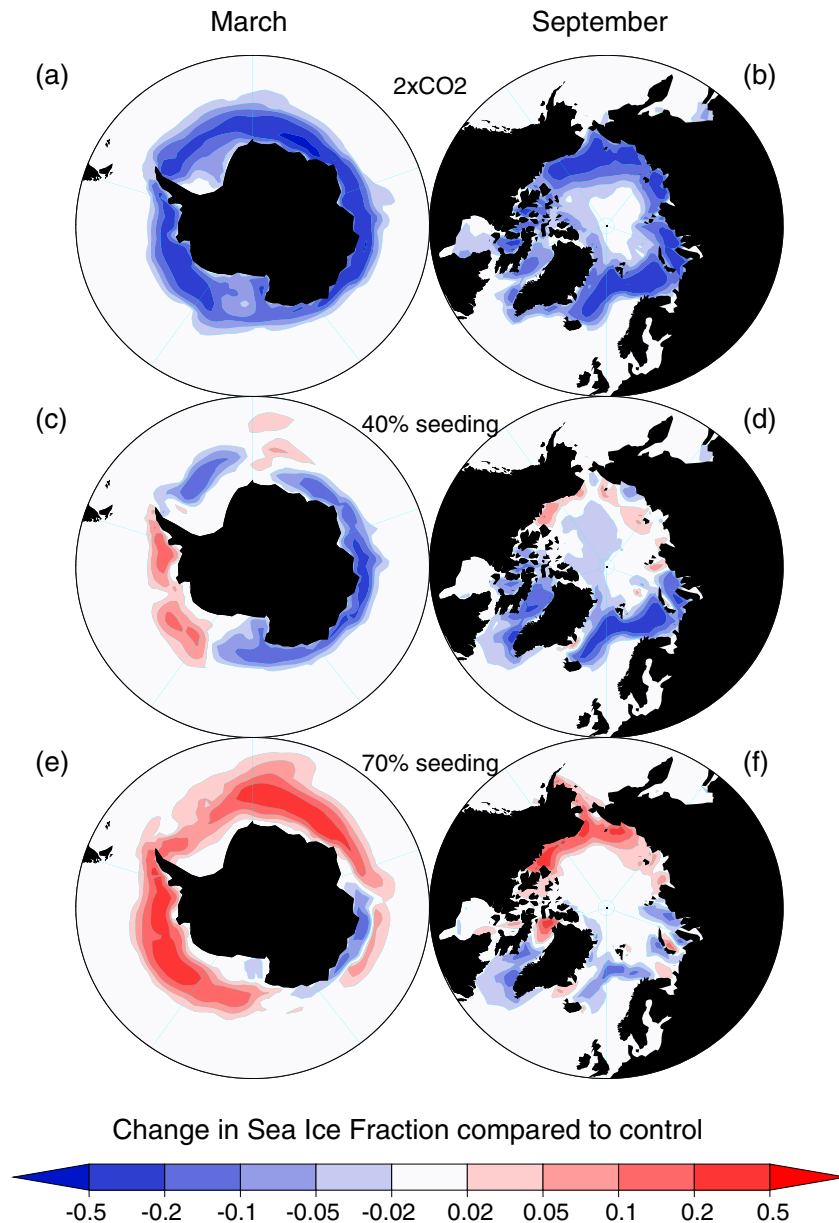 March
September
(a)
2xCO2
(b)
(c)
40% seeding
(d)
(e)
70% seeding
(f)
Change in Sea Ice Fraction compared to control
-0.5 -0.2 -0.1 -0.05 -0.02 0.02 0.05 0.1 0.2 0.5